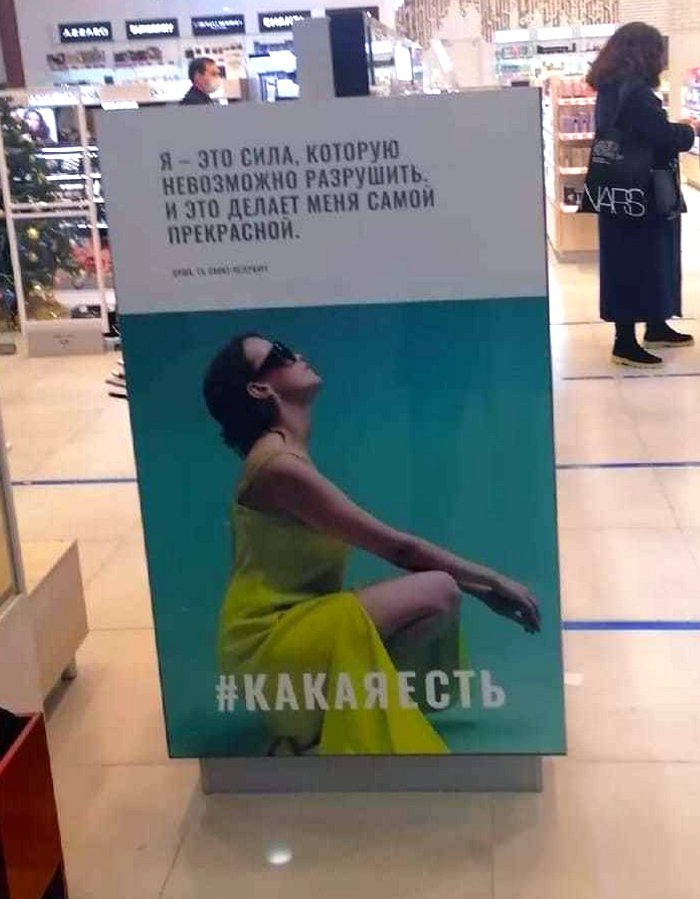 Я – ЭТО СИЛА, КОТОРУЮ
НЕВОЗМОЖНО РАЗРУШИТЬ.
И ЭТО ДЕЛАЕТ МЕНЯ САМОЙ
ПРЕКРАСНОЙ.
#КАКАЯЕСТЬ
NARS